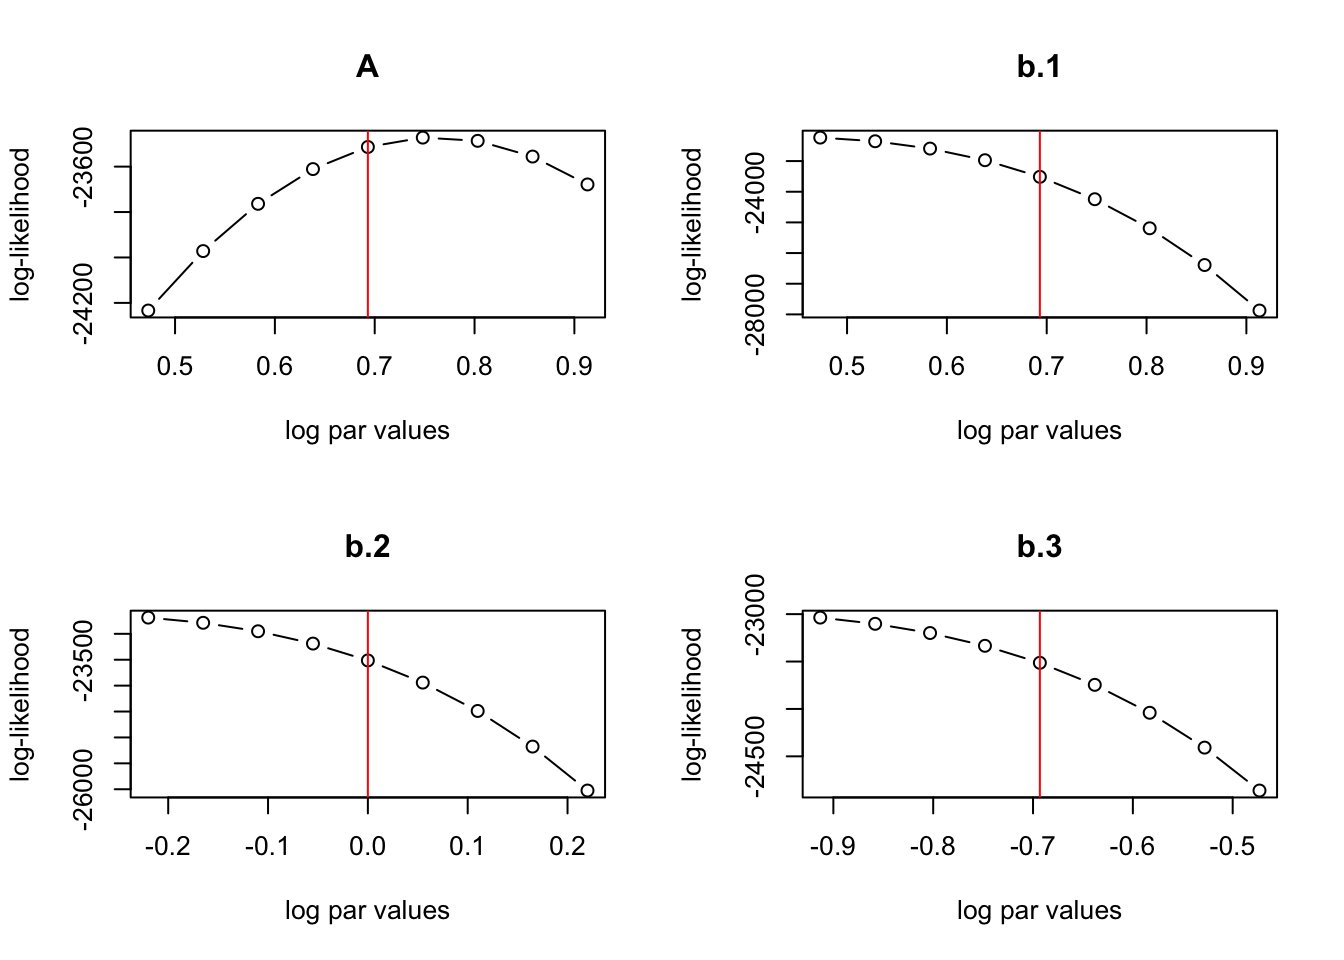 A
log-likelihood
-23600
-24200
0.5 0.6 0.7 0.8 0.9
log par values
b.1
log-likelihood
-24000
-28000
0.5 0.6 0.7 0.8 0.9
log par values
b.2
log-likelihood
-23500
-26000
-0.2 -0.1 0.0 0.1 0.2
log par values
b.3
log-likelihood
-23000
-24500
-0.9 -0.8 -0.7 -0.6 -0.5
log par values